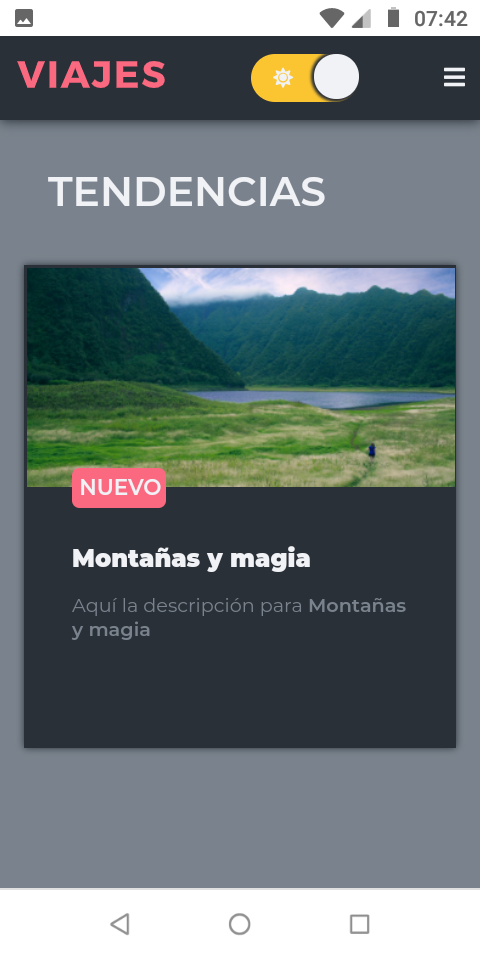 07:42
VIAJES
TENDENCIAS
NUEVO
Montañas y magia
Aquí la descripción para Montañas
y magia